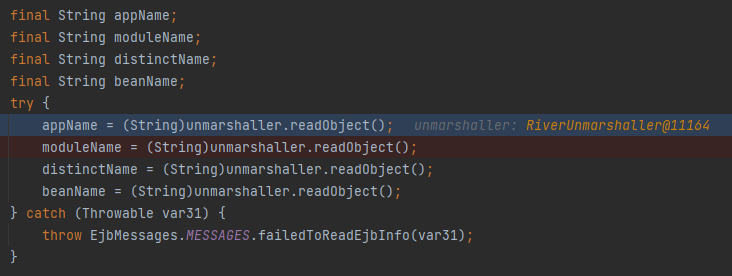 final String appName;
final String moduleName;
final String distinctName;
final String beanName;
try {
appName = (String)unmarshaller.readObject(); unmarshaller: RiverUnmarshaller@11164
moduleName = (String)unmarshaller.readObject();
distinctName = (String)unmarshaller.readObject();
beanName = (String)unmarshaller.readObject();
} catch (Throwable var31) {
throw EjbMessages.MESSAGES.failedToReadEjbInfo(var31);
}